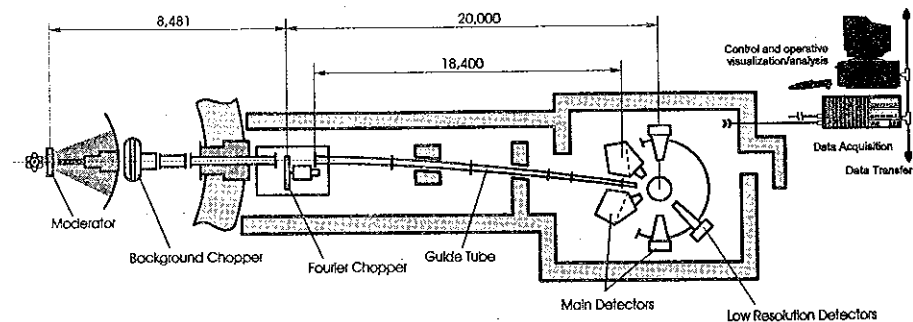 8,481
20,000
18,400
Control and operative
visualization/analysis
Data Acquisition
Data Transfer
Moderator
Background Chopper
Fourier Chopper
Guide Tube
Main Detectors
Low Resolution Detectors